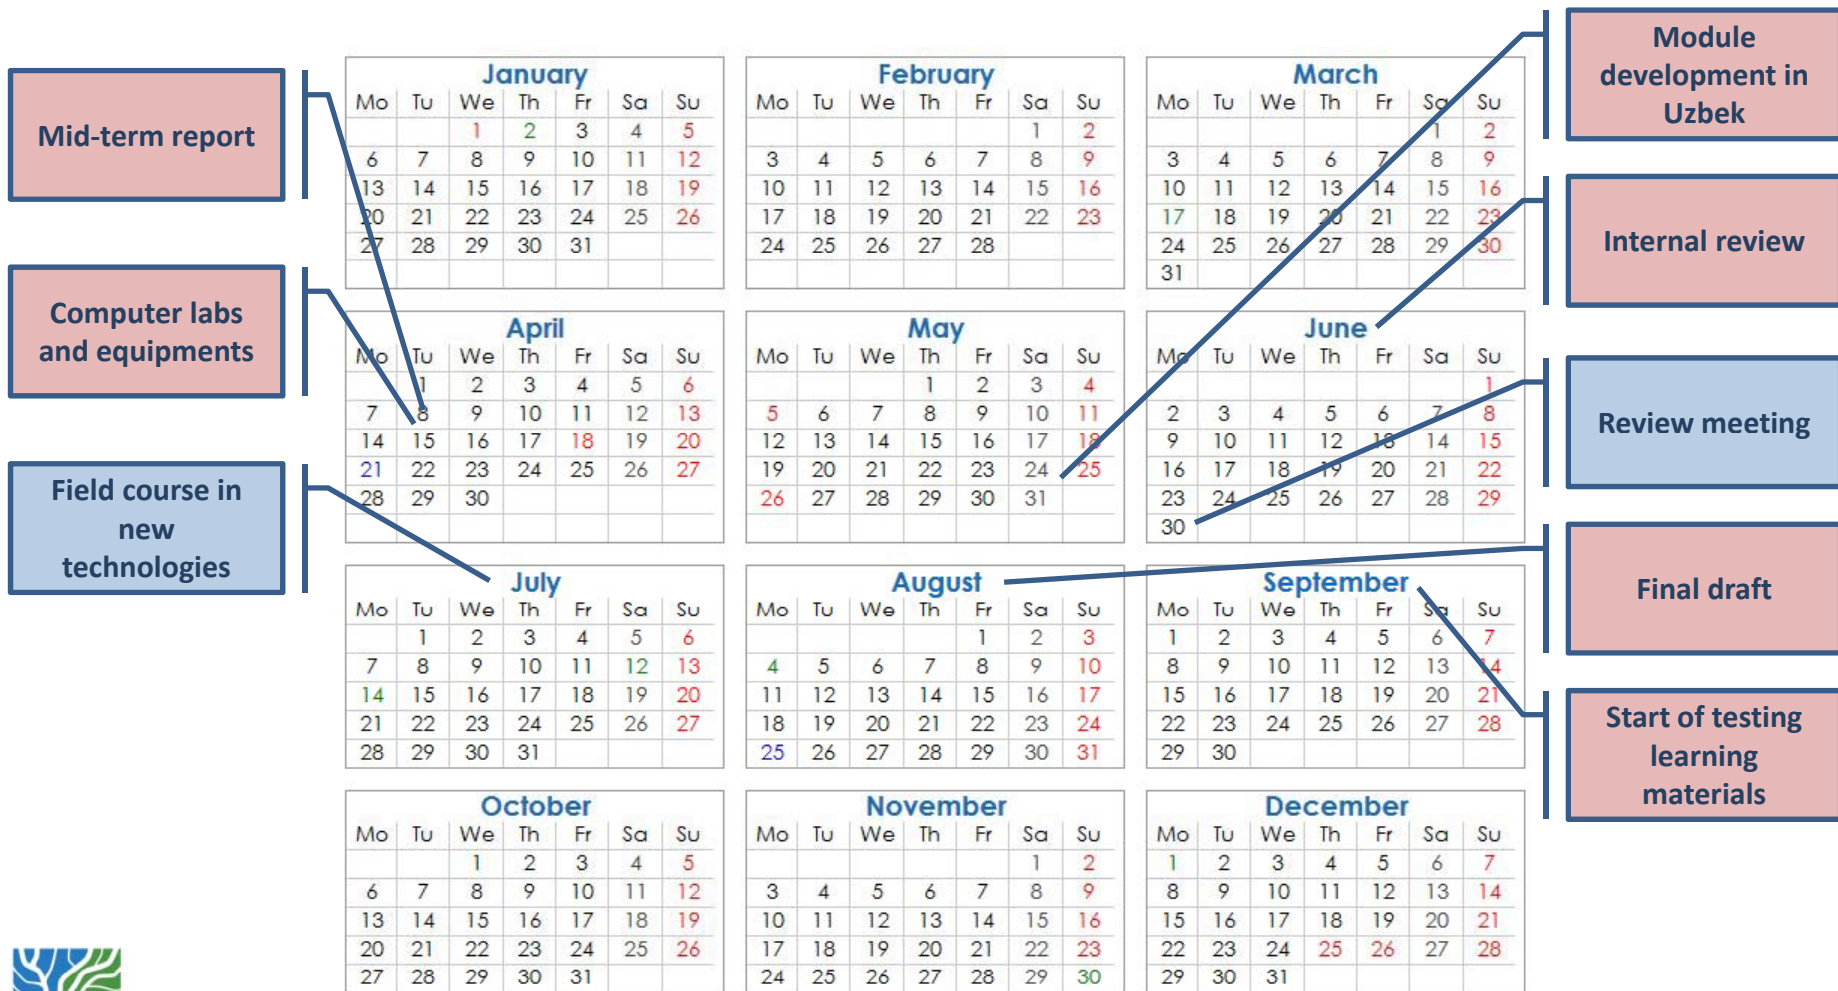 Mid-term report
Computer labs
and equipments
Field course in
new
technologies
January
Mo Tu We Th Fr Sa Su
1 2 3 4 5
6 7 8 9 10 11 12
13 14 15 16 17 18 19
20 21 22 23 24 25 26
27 28 29 30 31
February
Mo Tu We Th Fr Sa Su
1 2
3 4 5 6 7 8 9
10 11 12 13 14 15 16
17 18 19 20 21 22 23
24 25 26 27 28
March
Mo Tu We Th Fr Sa Su
1 2
3 4 5 6 7 8 9
10 11 12 13 14 15 16
17 18 19 20 21 22 23
24 25 26 27 28 29 30
31
April
Mo Tu We Th Fr Sa Su
1 2 3 4 5 6
7 8 9 10 11 12 13
14 15 16 17 18 19 20
21 22 23 24 25 26 27
28 29 30
May
Mo Tu We Th Fr Sa Su
1 2 3 4
5 6 7 8 9 10 11
12 13 14 15 16 17 18
19 20 21 22 23 24 25
26 27 28 29 30 31
June
Mo Tu We Th Fr Sa Su
1
2 3 4 5 6 7 8
9 10 11 12 13 14 15
16 17 18 19 20 21 22
23 24 25 26 27 28 29
30
July
Mo Tu We Th Fr Sa Su
1 2 3 4 5 6
7 8 9 10 11 12 13
14 15 16 17 18 19 20
21 22 23 24 25 26 27
28 29 30 31
August
Mo Tu We Th Fr Sa Su
1 2 3
4 5 6 7 8 9 10
11 12 13 14 15 16 17
18 19 20 21 22 23 24
25 26 27 28 29 30 31
September
Mo Tu We Th Fr Sa Su
1 2 3 4 5 6 7
8 9 10 11 12 13 14
15 16 17 18 19 20 21
22 23 24 25 26 27 28
29 30
October
Mo Tu We Th Fr Sa Su
1 2 3 4 5
6 7 8 9 10 11 12
13 14 15 16 17 18 19
20 21 22 23 24 25 26
27 28 29 30 31
November
Mo Tu We Th Fr Sa Su
1 2
3 4 5 6 7 8 9
10 11 12 13 14 15 16
17 18 19 20 21 22 23
24 25 26 27 28 29 30
December
Mo Tu We Th Fr Sa Su
1 2 3 4 5 6 7
8 9 10 11 12 13 14
15 16 17 18 19 20 21
22 23 24 25 26 27 28
29 30 31
Module
development in
Uzbek
Internal review
Review meeting
Final draft
Start of testing
learning
materials